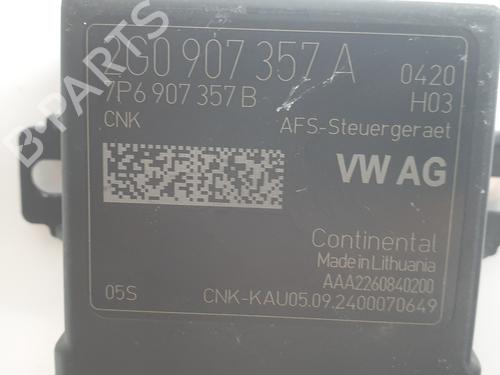 B-PARTS
2G0 907 357 A
0420
7P6 907 357 B
H03
CNK
AFS-Steuergeraet
VW AG
Continental
Made in Lithuania
AAA2260840200
05S
CNK-KAU05.09.2400070649